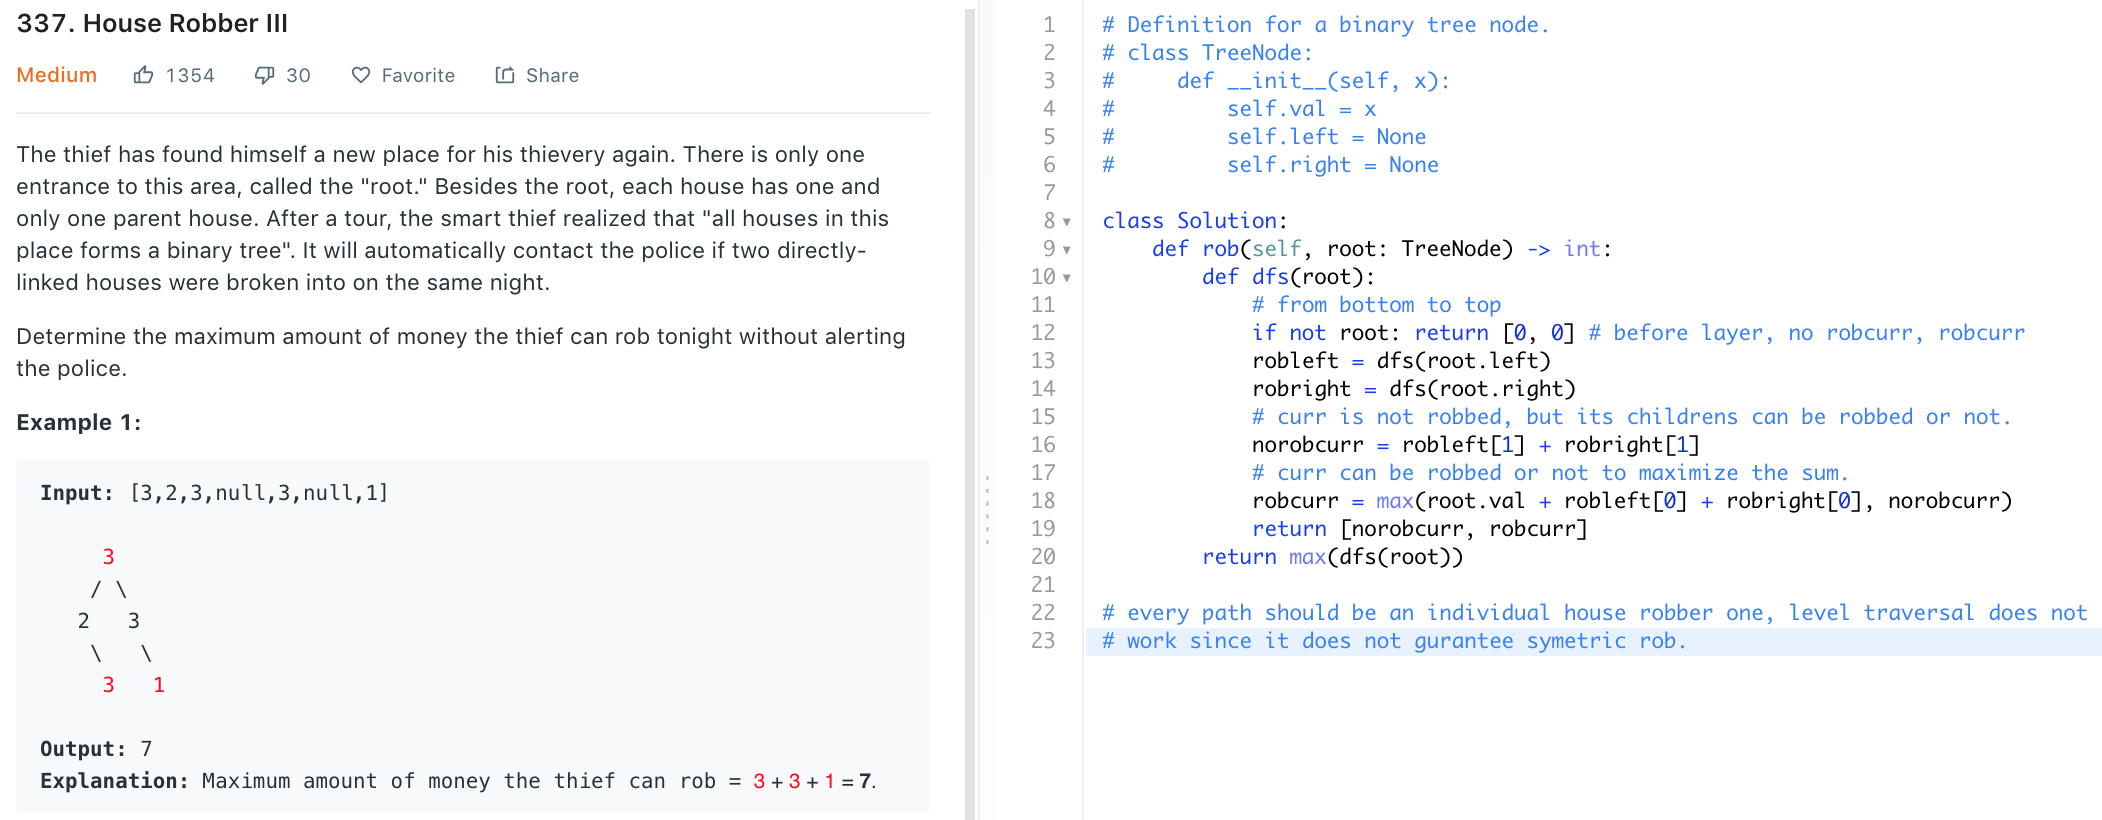 337. House Robber III
Medium 1354 30 Favorite Share
The thief has found himself a new place for his thievery again. There is only one
entrance to this area, called the "root." Besides the root, each house has one and
only one parent house. After a tour, the smart thief realized that "all houses in this
place forms a binary tree". It will automatically contact the police if two directly-
linked houses were broken into on the same night.
Determine the maximum amount of money the thief can rob tonight without alerting
the police.
Example 1:
Input: [3,2,3,null,3,null,1]
3
/ \
2 3
\ \
3 1
Output: 7
Explanation: Maximum amount of money the thief can rob = 3 + 3 + 1 = 7.
1 # Definition for a binary tree node.
2 # class TreeNode:
3 #     def __init__(self, x):
4 #         self.val = x
5 #         self.left = None
6 #         self.right = None
7
8 class Solution:
9     def rob(self, root: TreeNode) -> int:
10         def dfs(root):
11             # from bottom to top
12             if not root: return [0, 0] # before layer, no robcurr, robcurr
13             robleft = dfs(root.left)
14             robright = dfs(root.right)
15             # curr is not robbed, but its childrens can be robbed or not.
16             norobcurr = robleft[1] + robright[1]
17             # curr can be robbed or not to maximize the sum.
18             robcurr = max(root.val + robleft[0] + robright[0], norobcurr)
19             return [norobcurr, robcurr]
20         return max(dfs(root))
21
22 # every path should be an individual house robber one, level traversal does not
23 # work since it does not gurantee symetric rob.